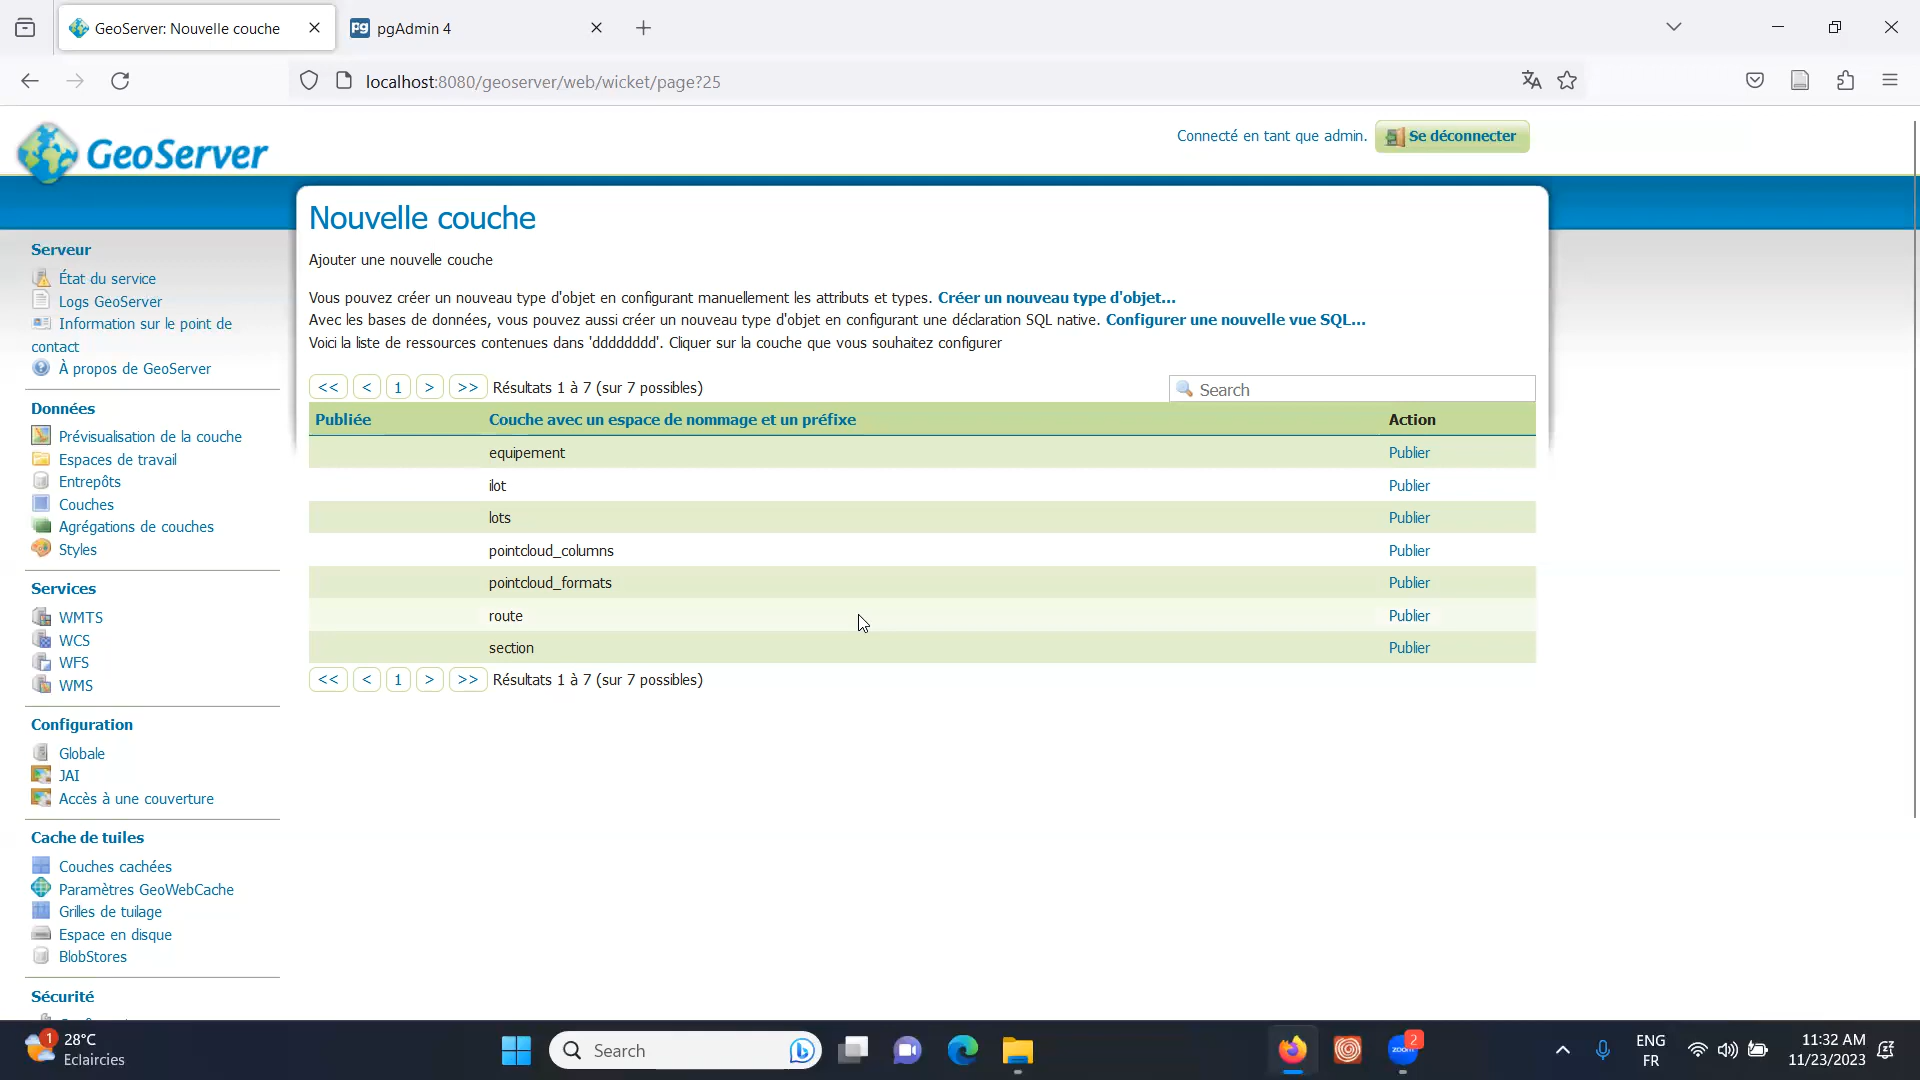 GeoServer: Nouvelle couche
pgAdmin 4
localhost:8080/geoserver/web/wicket/page?25
GeoServer
Connecté en tant que admin.
Se déconnecter
Nouvelle couche
Ajouter une nouvelle couche
Vous pouvez créer un nouveau type d'objet en configurant manuellement les attributs et types. Créer un nouveau type d'objet...
Avec les bases de données, vous pouvez aussi créer un nouveau type d'objet en configurant une déclaration SQL native. Configurer une nouvelle vue SQL...
Voici la liste de ressources contenues dans 'dddddddd'. Cliquer sur la couche que vous souhaitez configurer
<< < 1 > >> Résultats 1 à 7 (sur 7 possibles)
Search
Publiée Couche avec un espace de nommage et un préfixe Action
equipement Publier
ilot Publier
lots Publier
pointcloud_columns Publier
pointcloud_formats Publier
route Publier
section Publier
<< < 1 > >> Résultats 1 à 7 (sur 7 possibles)
Serveur
État du service
Logs GeoServer
Information sur le point de
contact
À propos de GeoServer
Données
Prévisualisation de la couche
Espaces de travail
Entrepôts
Couches
Agrégations de couches
Styles
Services
WMTS
WCS
WFS
WMS
Configuration
Globale
JAI
Accès à une couverture
Cache de tuiles
Couches cachées
Paramètres GeoWebCache
Grilles de tuilage
Espace en disque
BlobStores
Sécurité
1
28°C
Eclaircies
Search
zoom
2
ENG
FR
11:32 AM
11/23/2023